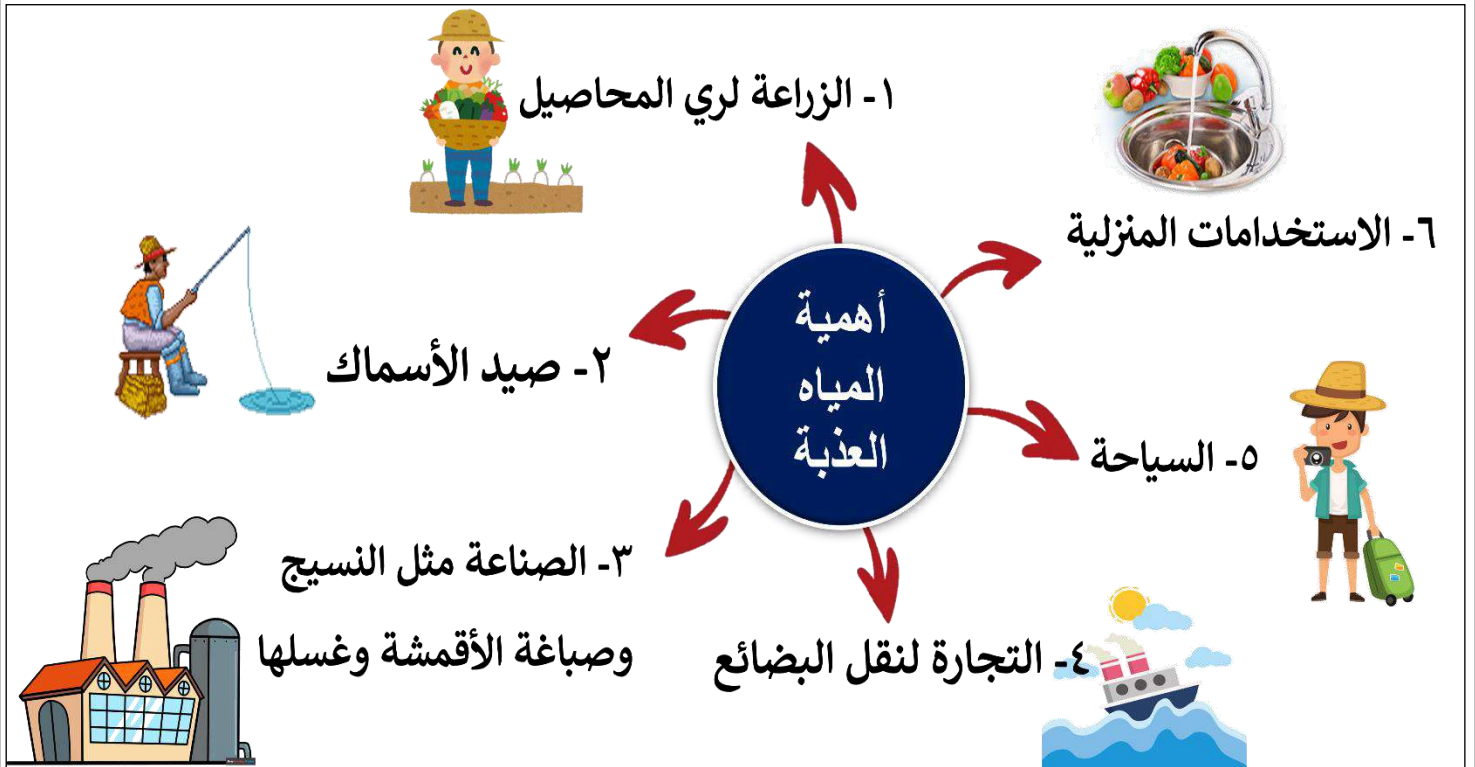 أهمية
المياه
العذبة
١- الزراعة لري المحاصيل
٢- صيد الأسماك
٣- الصناعة مثل النسيج
وصباغة الأقمشة وغسلها
٤- التجارة لنقل البضائع
٥- السياحة
٦- الاستخدامات المنزلية